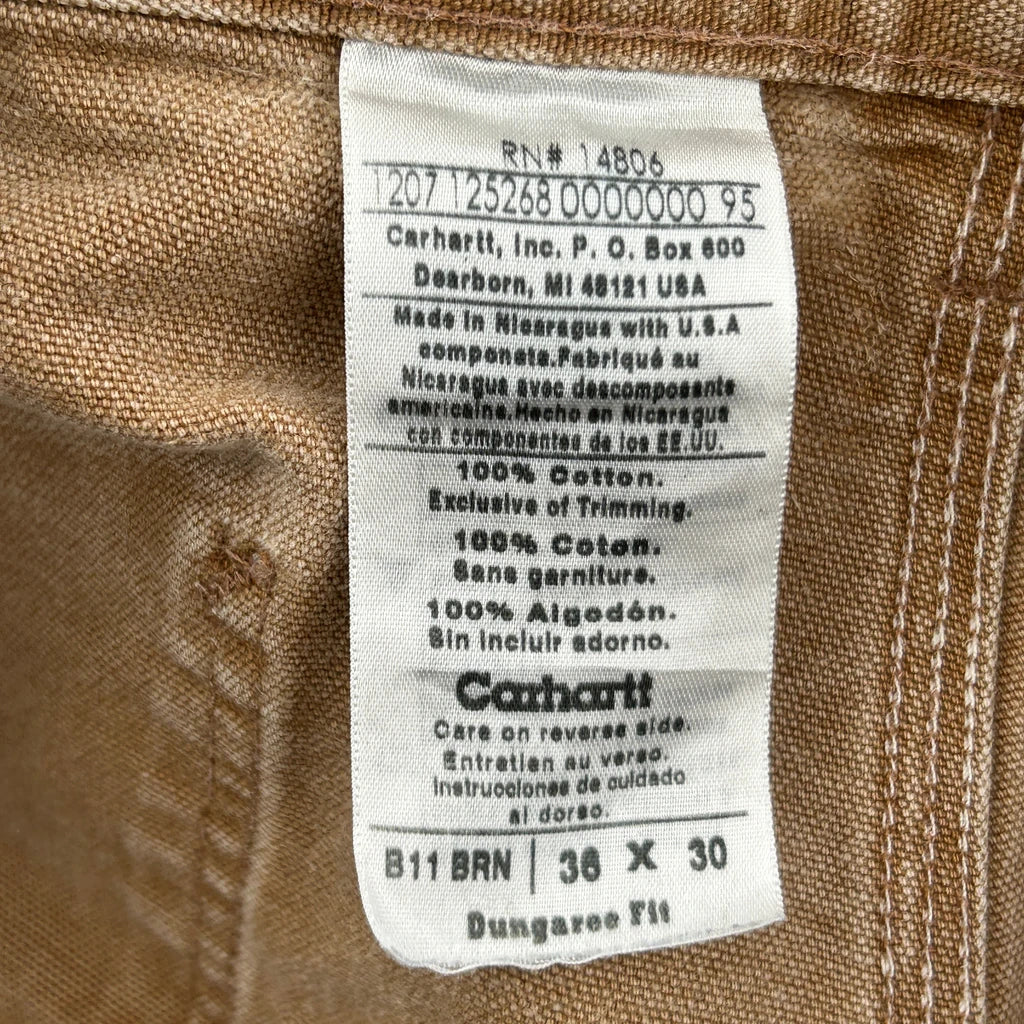 RN# 14806
1207 125268 0000000 95
Carhartt, Inc. P. O. Box 600
Dearborn, MI 48121 USA
Made in Nicaragua with U.S.A
componets.Fabriqué au
Nicaragua avec descomposants
americains.Hecho en Nicaragua
con componentes de los EE.UU.
100% Cotton.
Exclusive of Trimming.
100% Coton.
Sans garniture.
100% Algodón.
Sin incluir adorno.
Carhartt
Care on reverse side.
Entretien au verso.
Instrucciones de cuidado
al dorso.
B11 BRN | 36 X 30
Dungaree Fit